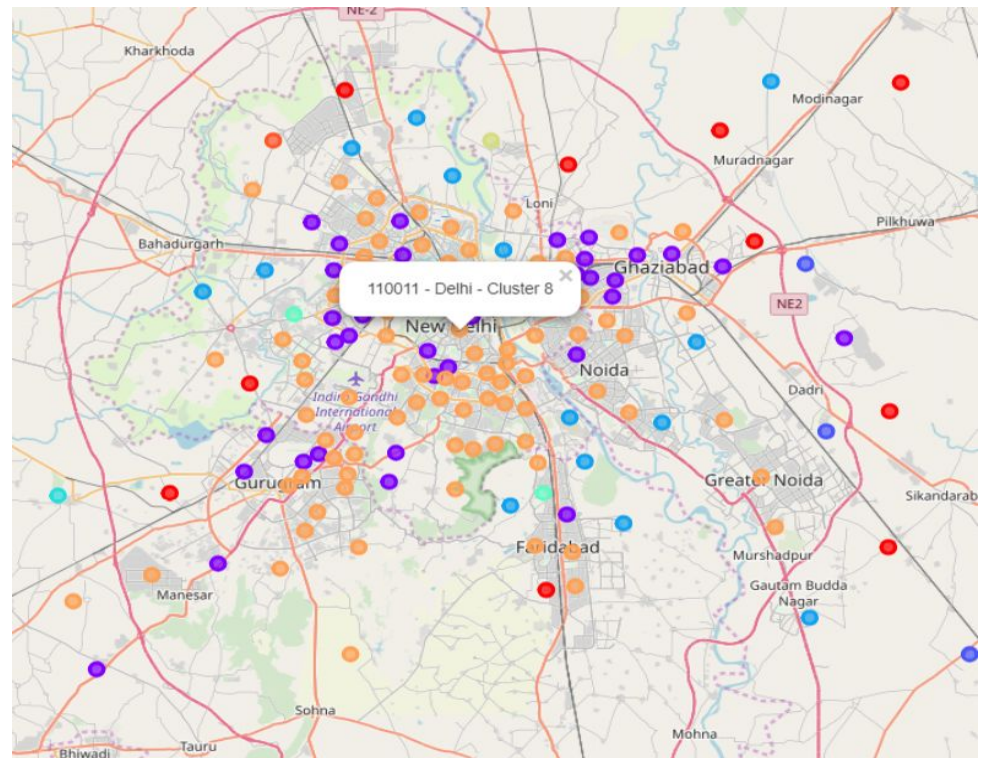 NE-2
Kharkhoda
Modinagar
Muradnagar
Loni
Pilkhuwa
Bahadurgarh
Ghaziabad
110011 - Delhi - Cluster 8
×
NE2
New Delhi
Noida
Dadri
Indira Gandhi
International
Airport
Gurugram
Greater Noida
Sikandarab
Faridabad
Murshadpur
Gautam Budda
Nagar
Manesar
Sohna
Mohna
Tauru
Bhiwadi